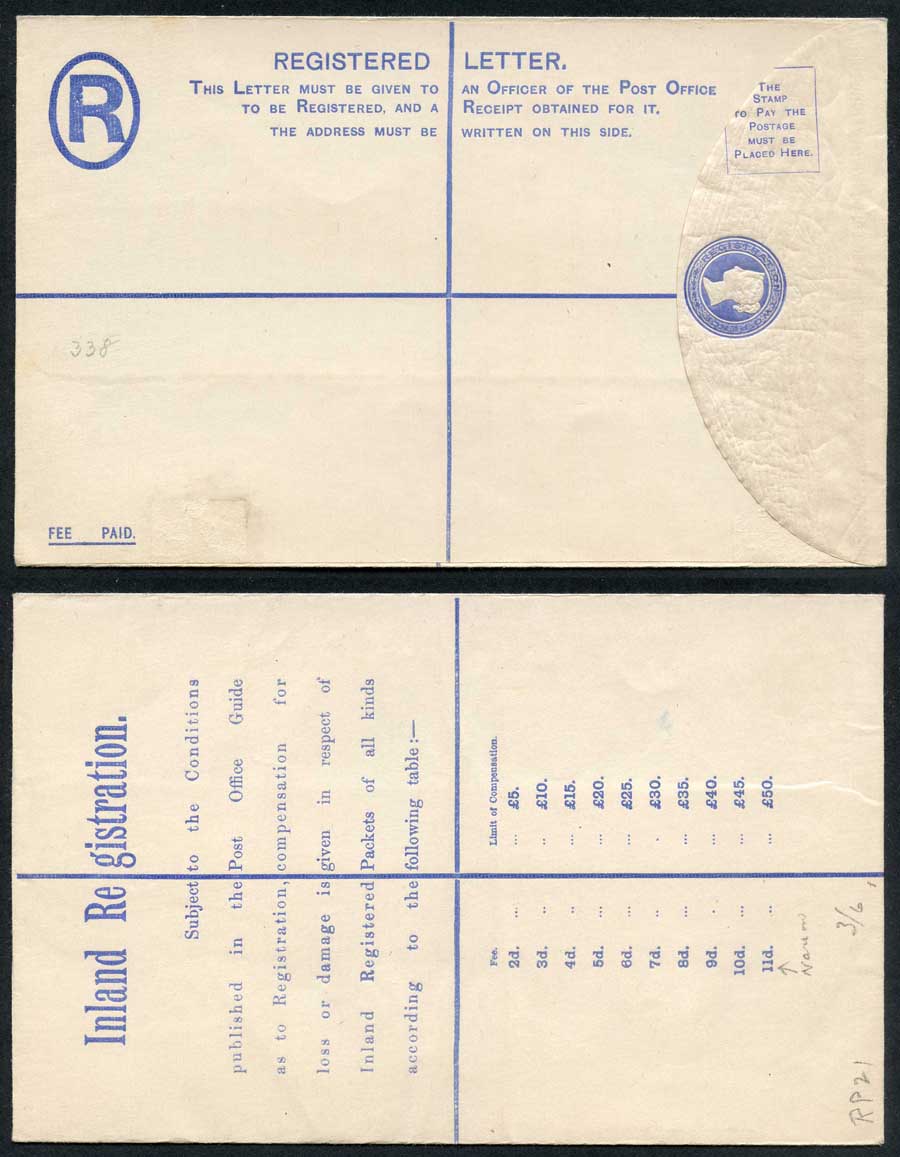 R
REGISTERED LETTER.
THIS LETTER MUST BE GIVEN TO AN OFFICER OF THE POST OFFICE
TO BE REGISTERED, AND A RECEIPT OBTAINED FOR IT.
THE ADDRESS MUST BE WRITTEN ON THIS SIDE.
THE
STAMP
TO PAY THE
POSTAGE
MUST BE
PLACED HERE.
338
FEE PAID.
Inland Registration.
Subject to the Conditions
published in the Post Office Guide
as to Registration, compensation for
loss or damage is given in respect of
Inland Registered Packets of all kinds
according to the following table:—
Fee. Limit of Compensation.
2d. ... ... £5.
3d. .. .. £10.
4d. .. ... £15.
5d. ... ... £20.
6d. ... ... £25.
7d. .. . £30.
8d. ... ... £35.
9d. . ... £40.
10d. ... ... £45.
11d. ... ... £50.
Narrow
3/6
RP21